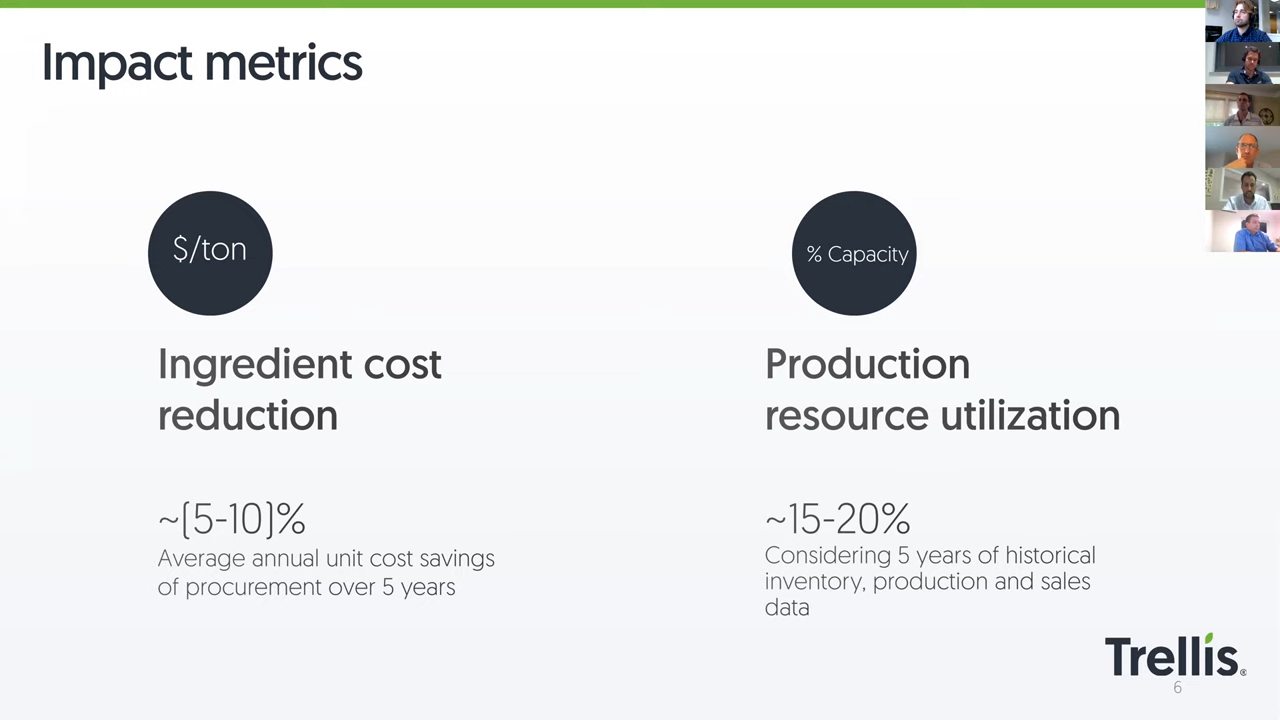 Impact metrics
$/ton
Ingredient cost
reduction
~(5-10)%
Average annual unit cost savings
of procurement over 5 years
% Capacity
Production
resource utilization
~15-20%
Considering 5 years of historical
inventory, production and sales
data
Trellis®
6